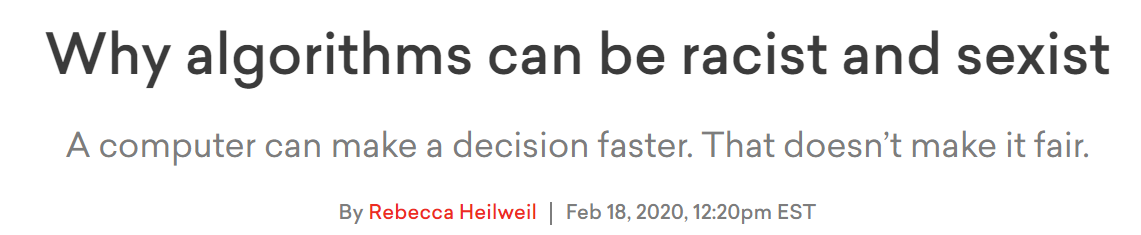 Why algorithms can be racist and sexist
A computer can make a decision faster. That doesn’t make it fair.
By Rebecca Heilweil | Feb 18, 2020, 12:20pm EST